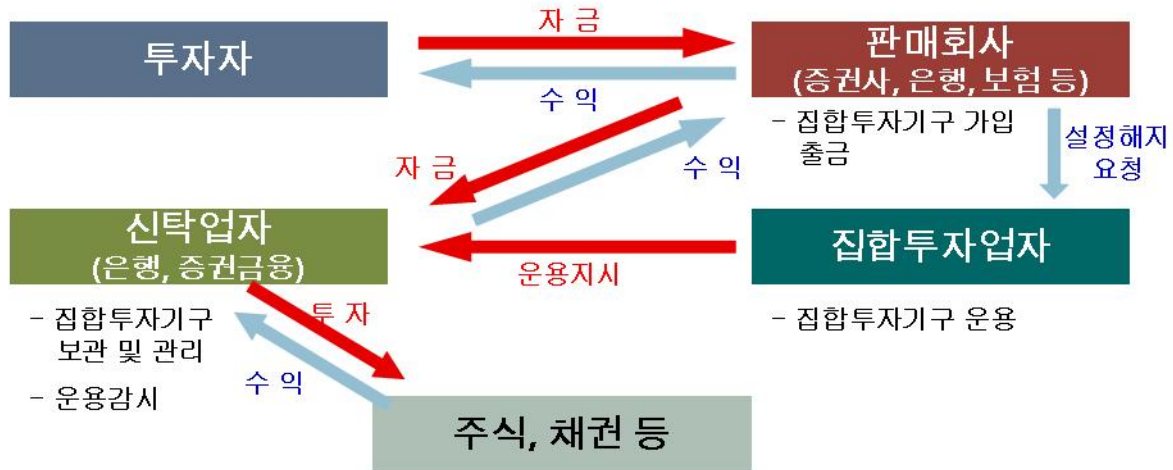 투자자
자 금
수 익
판매회사
(증권사, 은행, 보험 등)
- 집합투자기구 가입
출금
설정해지
요청
자 금
수 익
신탁업자
(은행, 증권금융)
운용지시
집합투자업자
- 집합투자기구
보관 및 관리
- 운용감시
투 자
수 익
- 집합투자기구 운용
주식, 채권 등